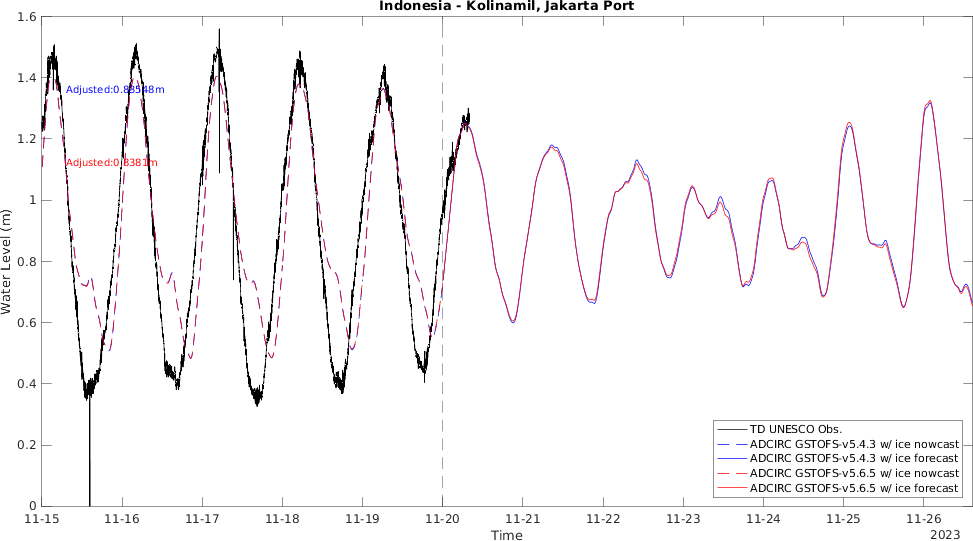 Indonesia - Kolinamil, Jakarta Port
Water Level (m)
1.6
1.4
1.2
1
0.8
0.6
0.4
0.2
0
Adjusted:0.83548m
Adjusted:0.8381m
TD UNESCO Obs.
ADCIRC GSTOFS-v5.4.3 w/ ice nowcast
ADCIRC GSTOFS-v5.4.3 w/ ice forecast
ADCIRC GSTOFS-v5.6.5 w/ ice nowcast
ADCIRC GSTOFS-v5.6.5 w/ ice forecast
11-15 11-16 11-17 11-18 11-19 11-20 11-21 11-22 11-23 11-24 11-25 11-26
Time
2023